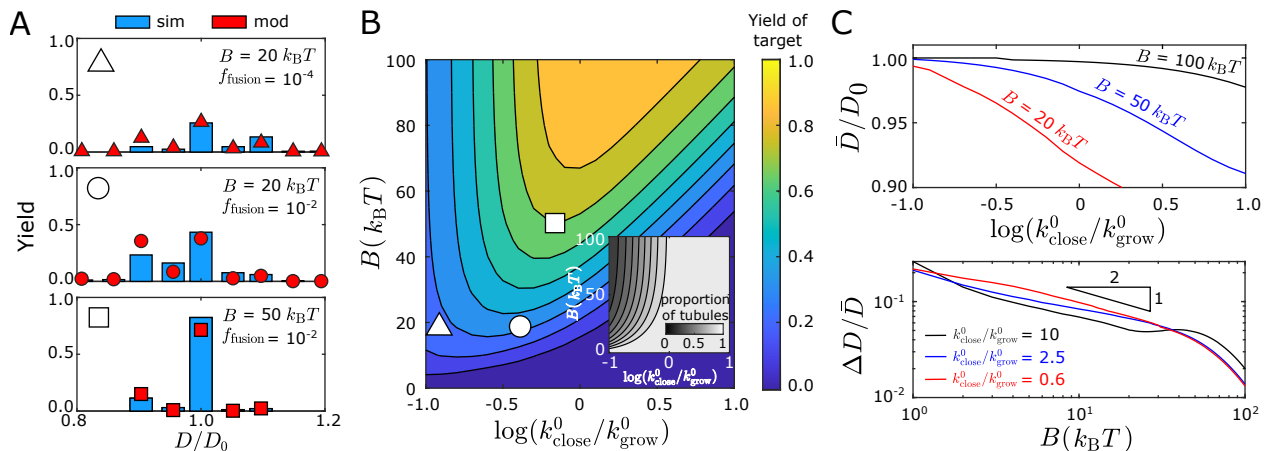 A
sim mod
1.0
B = 20 k_BT
f_fusion = 10^-4
0.5
0.0
1.0
B = 20 k_BT
f_fusion = 10^-2
0.5
0.0
1.0
B = 50 k_BT
f_fusion = 10^-2
0.5
0.0
0.8 1.0 1.2
Yield
D/D_0
B
100
80
60
40
20
0
B(k_BT)
-1.0 -0.5 0 0.5 1.0
log(k^0_close/k^0_grow)
100
50
0
B(k_BT)
proportion
of tubules
0 0.5 1
-1 0 1
log(k^0_close/k^0_grow)
Yield of
target
1.0
0.8
0.6
0.4
0.2
0.0
C
1.00
0.95
0.90
D̄/D_0
B = 100 k_BT
B = 50 k_BT
B = 20 k_BT
-1.0 -0.5 0 0.5 1.0
log(k^0_close/k^0_grow)
10^-1
10^-2
ΔD/D̄
2
1
k^0_close/k^0_grow = 10
k^0_close/k^0_grow = 2.5
k^0_close/k^0_grow = 0.6
10^0 10^1 10^2
B(k_BT)